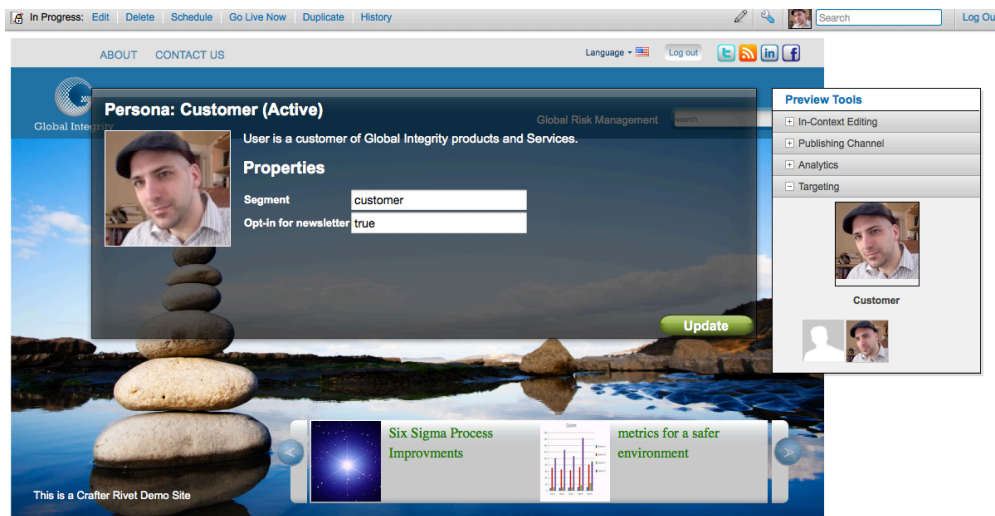 In Progress: Edit Delete Schedule Go Live Now Duplicate History Search Log Ou
ABOUT CONTACT US Language Log out
Persona: Customer (Active)
Global Integrity
Global Risk Management search
User is a customer of Global Integrity products and Services.
Properties
Segment customer
Opt-in for newsletter true
Update
Preview Tools
In-Context Editing
Publishing Channel
Analytics
Targeting
Customer
Six Sigma Process
Improvments
metrics for a safer
environment
This is a Crafter Rivet Demo Site